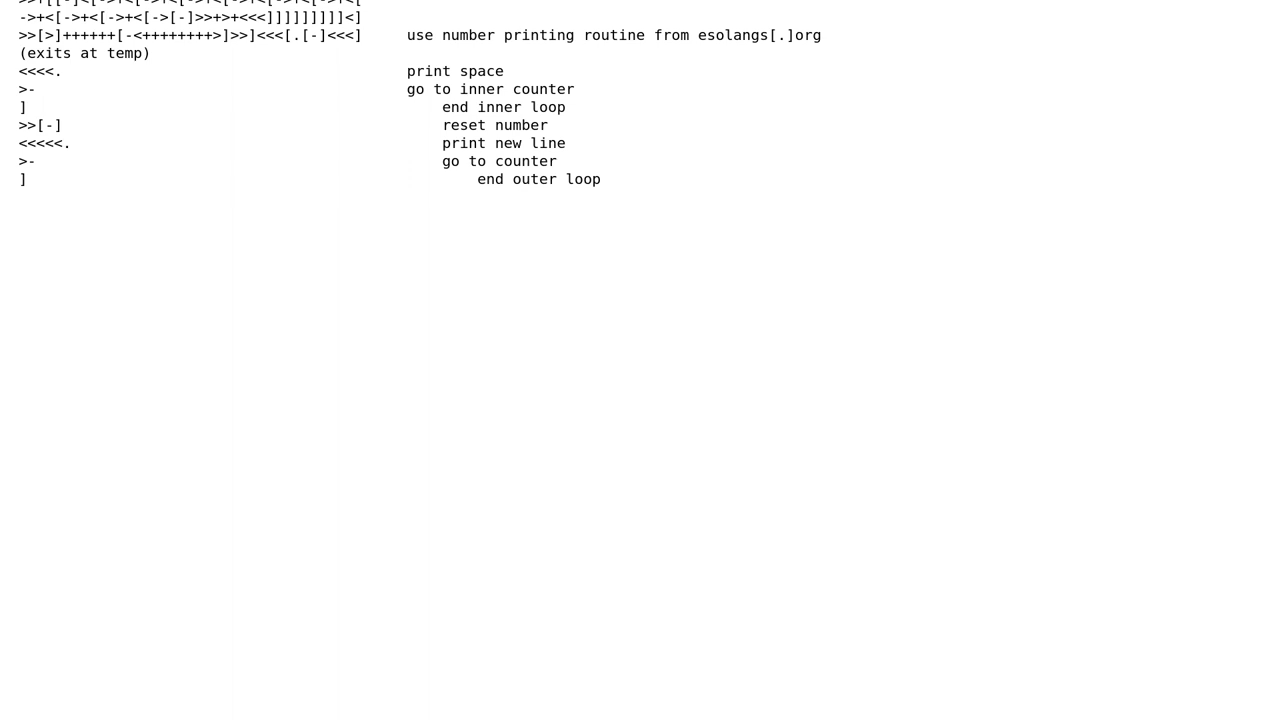 ->+<[->+<[->+<[->[-]>>+>+<<<]]]]]]]]]<]
>>[>]++++++[-<++++++++>]>>]<<<[.[-]<<<]     use number printing routine from esolangs[.]org
(exits at temp)
<<<<.                                       print space
>-                                          go to inner counter
]                                               end inner loop
>>[-]                                           reset number
<<<<<.                                          print new line
>-                                              go to counter
]                                                   end outer loop